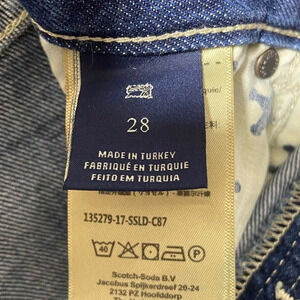 28
MADE IN TURKEY
FABRIQUÉ EN TURQUIE
FEITO EM TURQUIA
135279-17-SSLD-C87
40
Scotch-Soda B.V
Jacobus Spijkerdreef 20-24
2132 PZ Hoofddorp